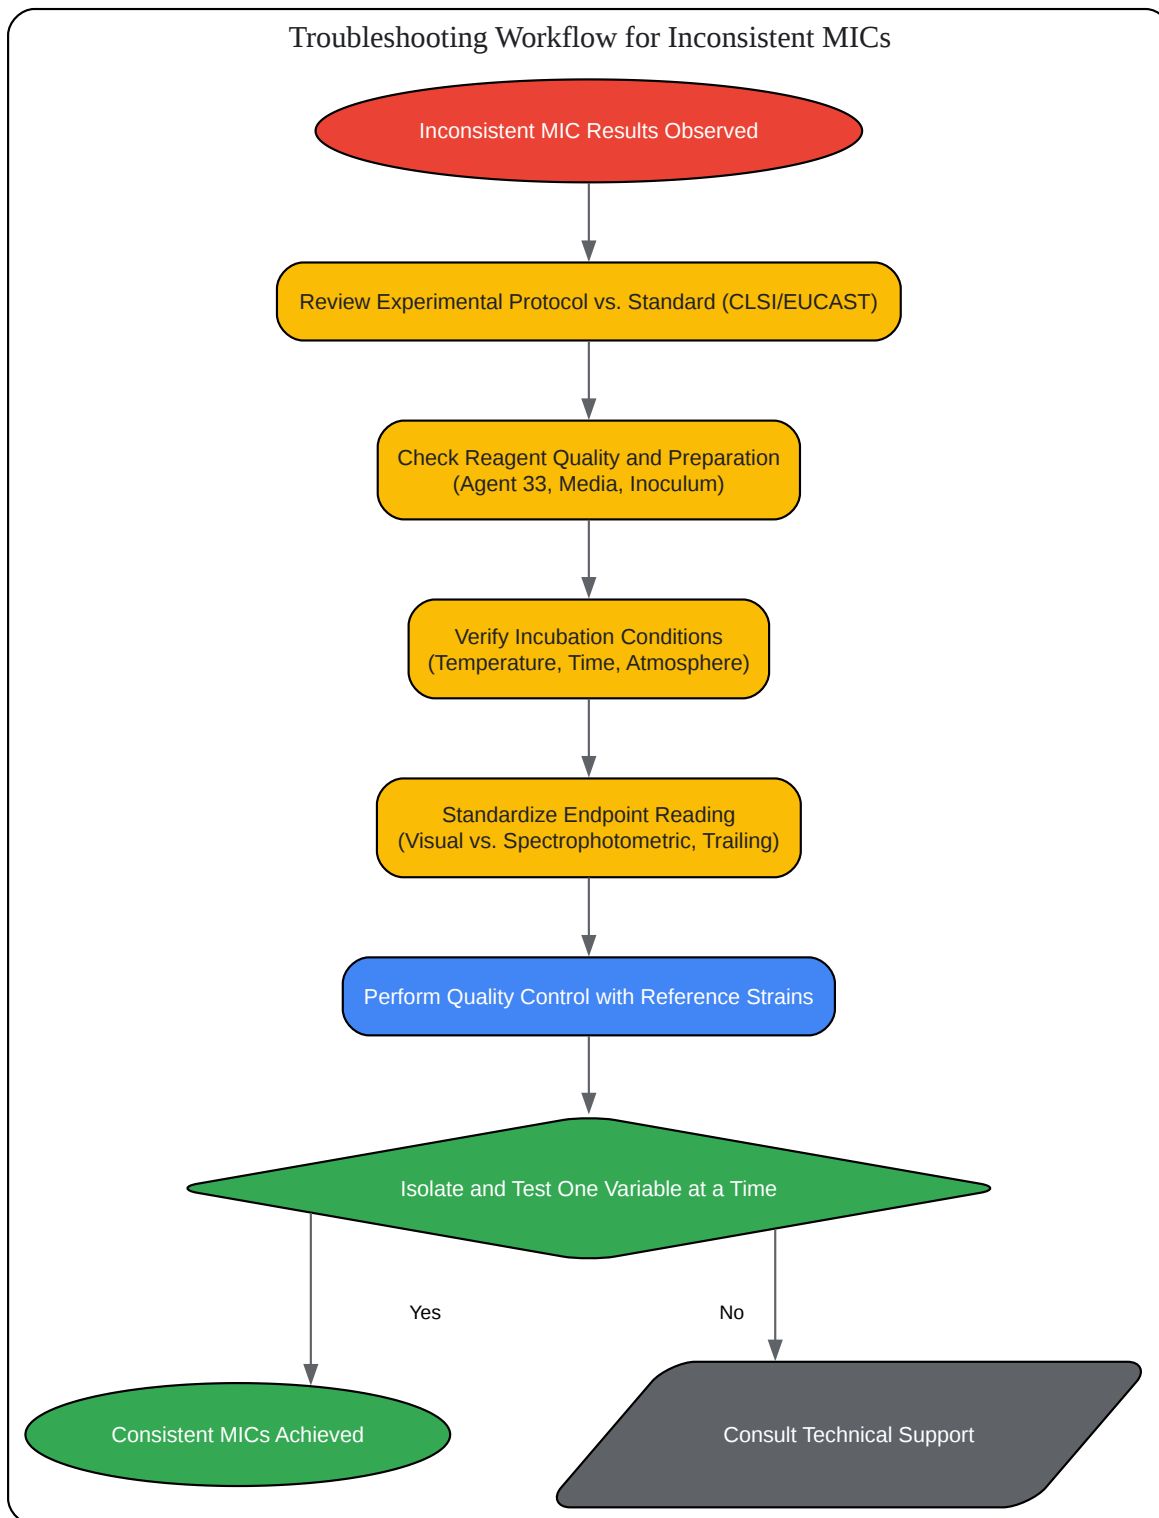 Troubleshooting Workflow for Inconsistent MICs
Inconsistent MIC Results Observed
Review Experimental Protocol vs. Standard (CLSI/EUCAST)
Check Reagent Quality and Preparation
(Agent 33, Media, Inoculum)
Verify Incubation Conditions
(Temperature, Time, Atmosphere)
Standardize Endpoint Reading
(Visual vs. Spectrophotometric, Trailing)
Perform Quality Control with Reference Strains
Isolate and Test One Variable at a Time
Yes
No
Consistent MICs Achieved
Consult Technical Support